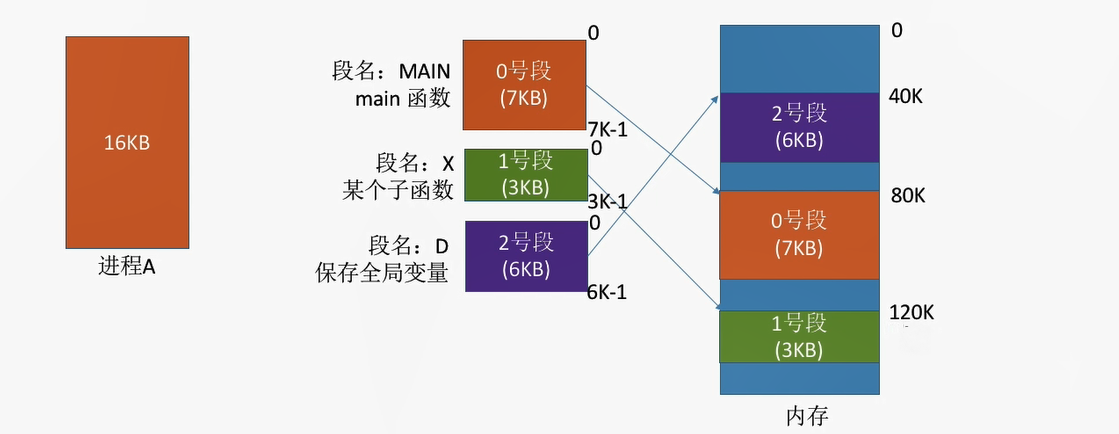 16KB
进程A
段名：MAIN
main 函数
0号段
(7KB)
0
7K-1
段名：X
某个子函数
1号段
(3KB)
0
3K-1
段名：D
保存全局变量
2号段
(6KB)
0
6K-1
0
40K
2号段
(6KB)
80K
0号段
(7KB)
120K
1号段
(3KB)
内存